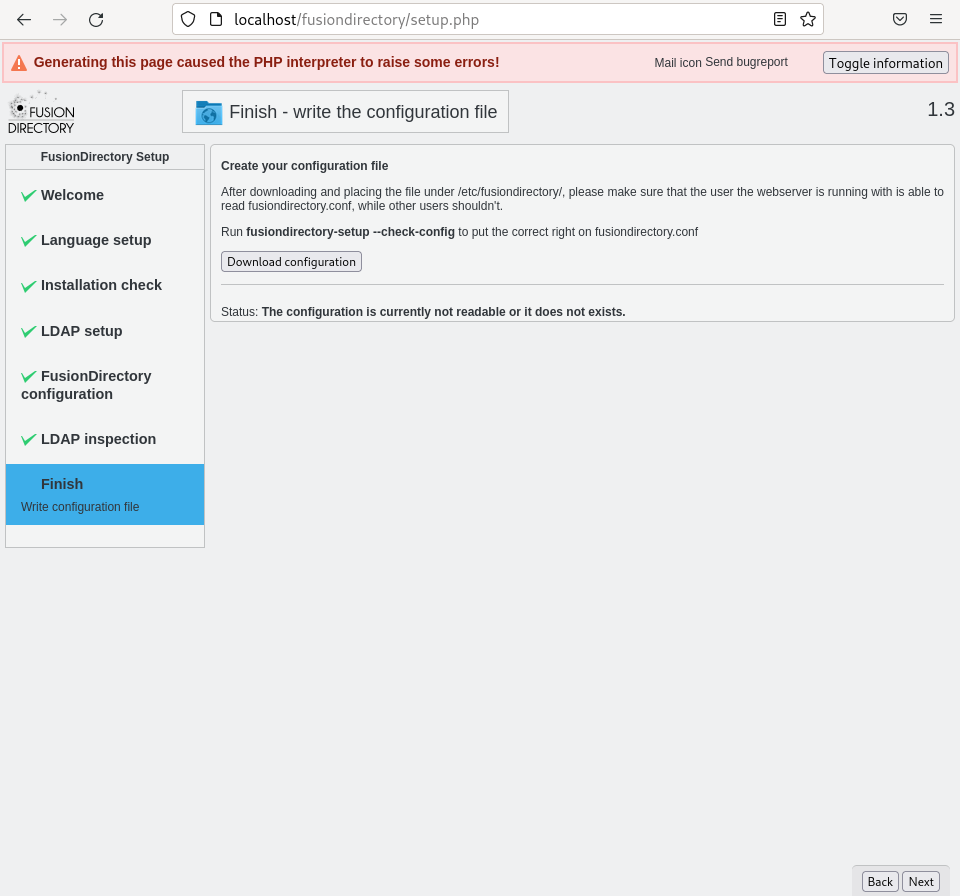 localhost/fusiondirectory/setup.php
Generating this page caused the PHP interpreter to raise some errors!
Mail icon Send bugreport
Toggle information
FUSION
DIRECTORY
Finish - write the configuration file
1.3
FusionDirectory Setup
Welcome
Language setup
Installation check
LDAP setup
FusionDirectory
configuration
LDAP inspection
Finish
Write configuration file
Create your configuration file
After downloading and placing the file under /etc/fusiondirectory/, please make sure that the user the webserver is running with is able to
read fusiondirectory.conf, while other users shouldn't.
Run fusiondirectory-setup --check-config to put the correct right on fusiondirectory.conf
Download configuration
Status: The configuration is currently not readable or it does not exists.
Back
Next